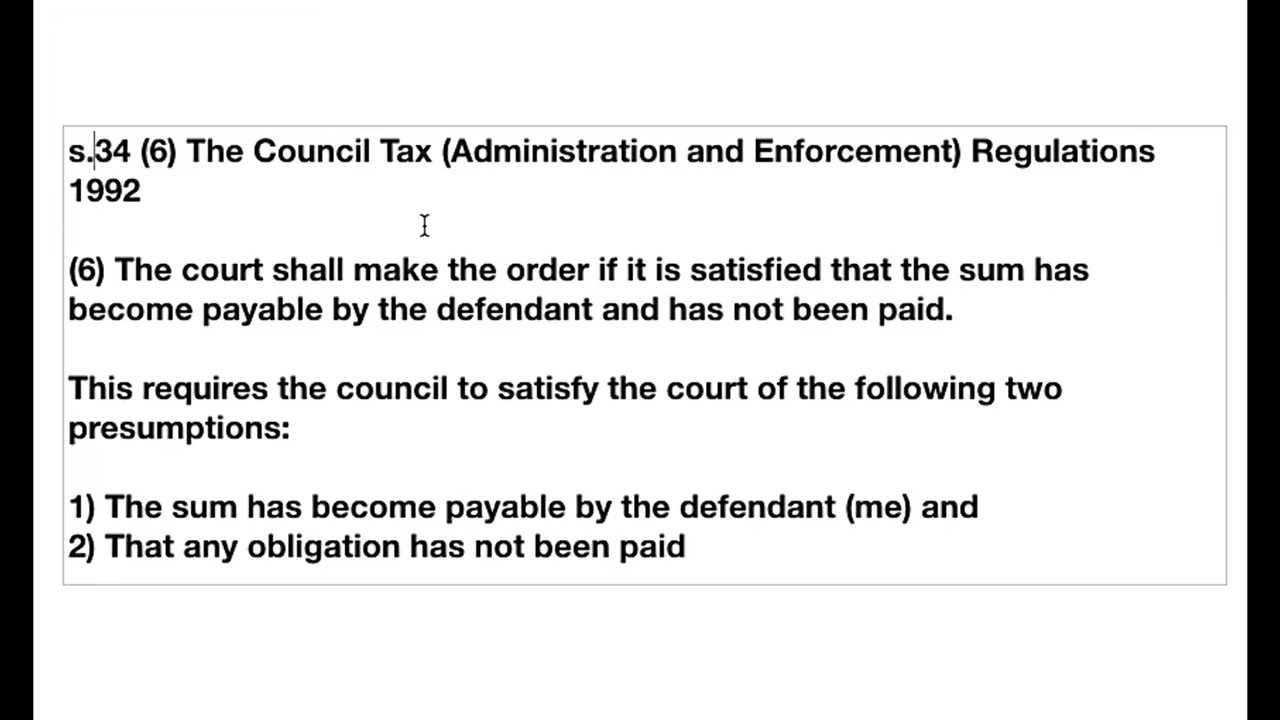 s.34 (6) The Council Tax (Administration and Enforcement) Regulations
1992
(6) The court shall make the order if it is satisfied that the sum has
become payable by the defendant and has not been paid.
This requires the council to satisfy the court of the following two
presumptions:
1) The sum has become payable by the defendant (me) and
2) That any obligation has not been paid